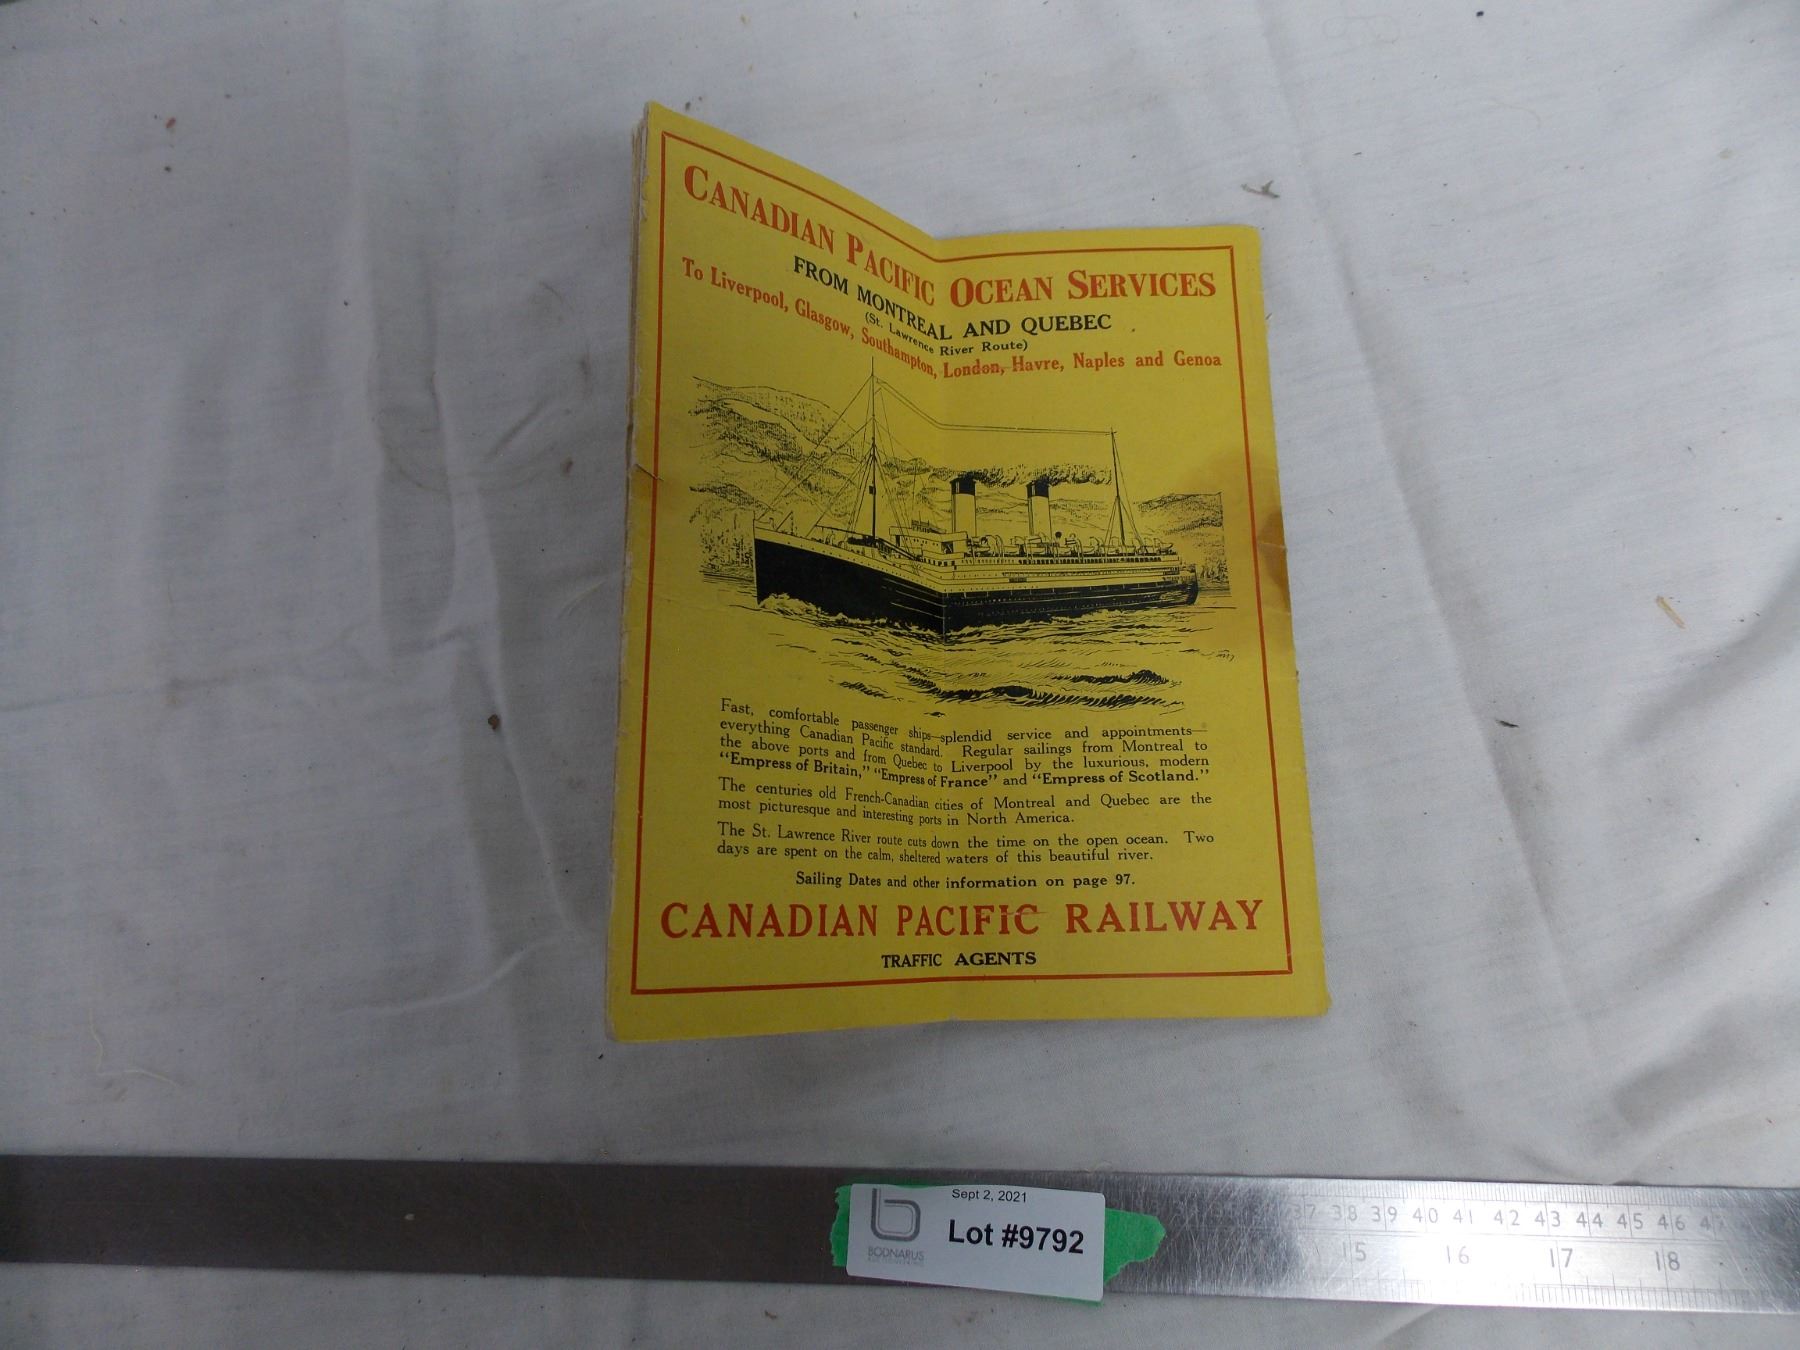 CANADIAN PACIFIC OCEAN SERVICES
FROM MONTREAL AND QUEBEC
(St. Lawrence River Route)
To Liverpool, Glasgow, Southampton, London, Havre, Naples and Genoa
Fast, comfortable passenger ships—splendid service and appointments—
everything Canadian Pacific standard. Regular sailings from Montreal to
the above ports and from Quebec to Liverpool by the luxurious, modern
"Empress of Britain," "Empress of France" and "Empress of Scotland."
The centuries old French-Canadian cities of Montreal and Quebec are the
most picturesque and interesting ports in North America.
The St. Lawrence River route cuts down the time on the open ocean. Two
days are spent on the calm, sheltered waters of this beautiful river.
Sailing Dates and other information on page 97.
CANADIAN PACIFIC RAILWAY
TRAFFIC AGENTS
Sept 2, 2021
Lot #9792
BODNARUS
37 38 39 40 41 42 43 44 45 46
15 16 17 18